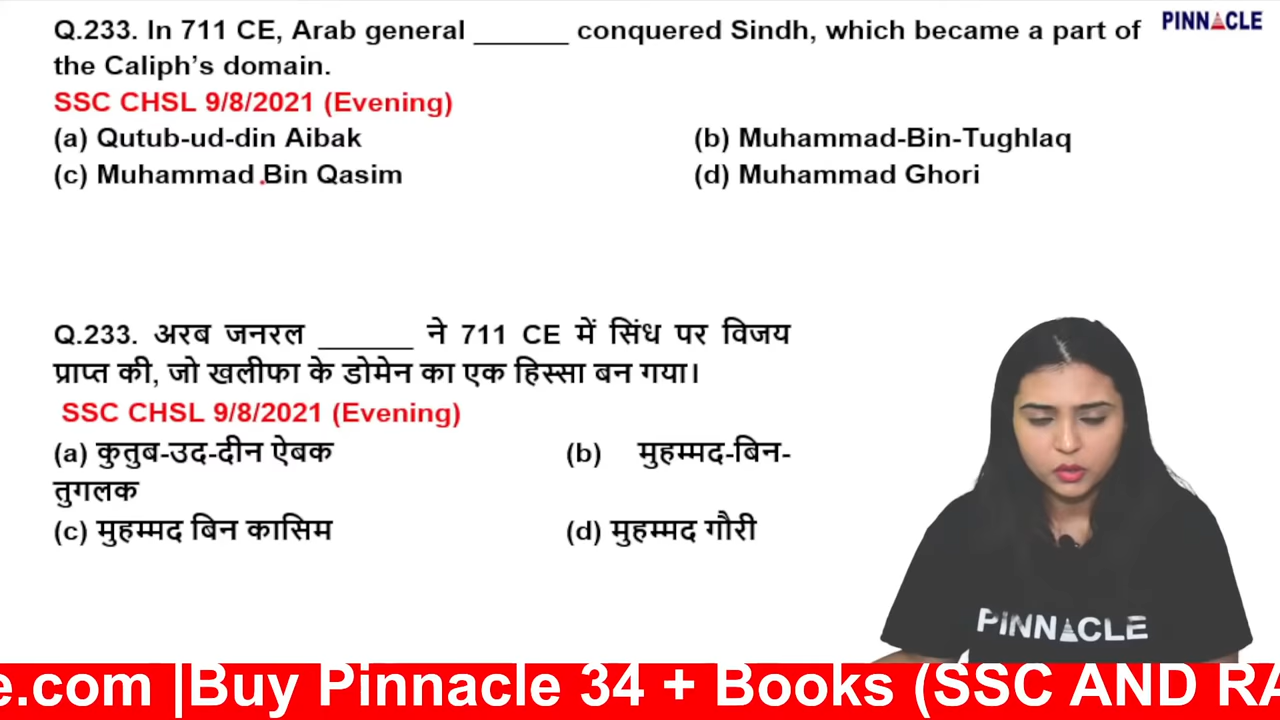 Q.233. In 711 CE, Arab general ______ conquered Sindh, which became a part of
PINNACLE
the Caliph's domain.
SSC CHSL 9/8/2021 (Evening)
(a) Qutub-ud-din Aibak (b) Muhammad-Bin-Tughlaq
(c) Muhammad Bin Qasim (d) Muhammad Ghori
Q.233. अरब जनरल ______ ने 711 CE में सिंध पर विजय
प्राप्त की, जो खलीफा के डोमेन का एक हिस्सा बन गया।
SSC CHSL 9/8/2021 (Evening)
(a) कुतुब-उद-दीन ऐबक (b) मुहम्मद-बिन-
तुगलक
(c) मुहम्मद बिन कासिम (d) मुहम्मद गौरी
PINNACLE
e.com |Buy Pinnacle 34 + Books (SSC AND RA